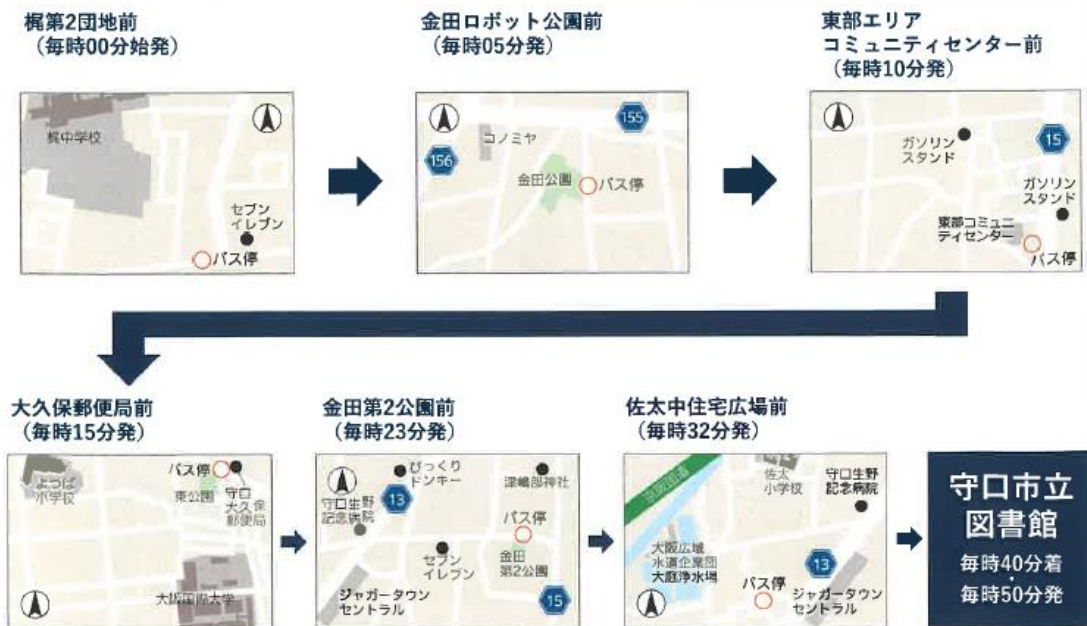 梶第2団地前
（毎時00分始発）
金田ロボット公園前
（毎時05分発）
東部エリア
コミュニティセンター前
（毎時10分発）
梶中学校
セブン
イレブン
バス停
コノミヤ
155
156
金田公園
バス停
ガソリン
スタンド
15
ガソリン
スタンド
東部コミュニ
ティセンター
バス停
大久保郵便局前
（毎時15分発）
金田第2公園前
（毎時23分発）
佐太中住宅広場前
（毎時32分発）
よつば
小学校
バス停
東公園
守口
大久保
郵便局
大阪国際大学
びっくり
ドンキー
13
津嶋部神社
守口生野
記念病院
バス停
セブン
イレブン
金田
第2公園
ジャガータウン
セントラル
15
佐太
小学校
守口生野
記念病院
大阪広域
水道企業団
大庭浄水場
13
バス停
ジャガータウン
セントラル
守口市立
図書館
毎時40分着
・
毎時50分発